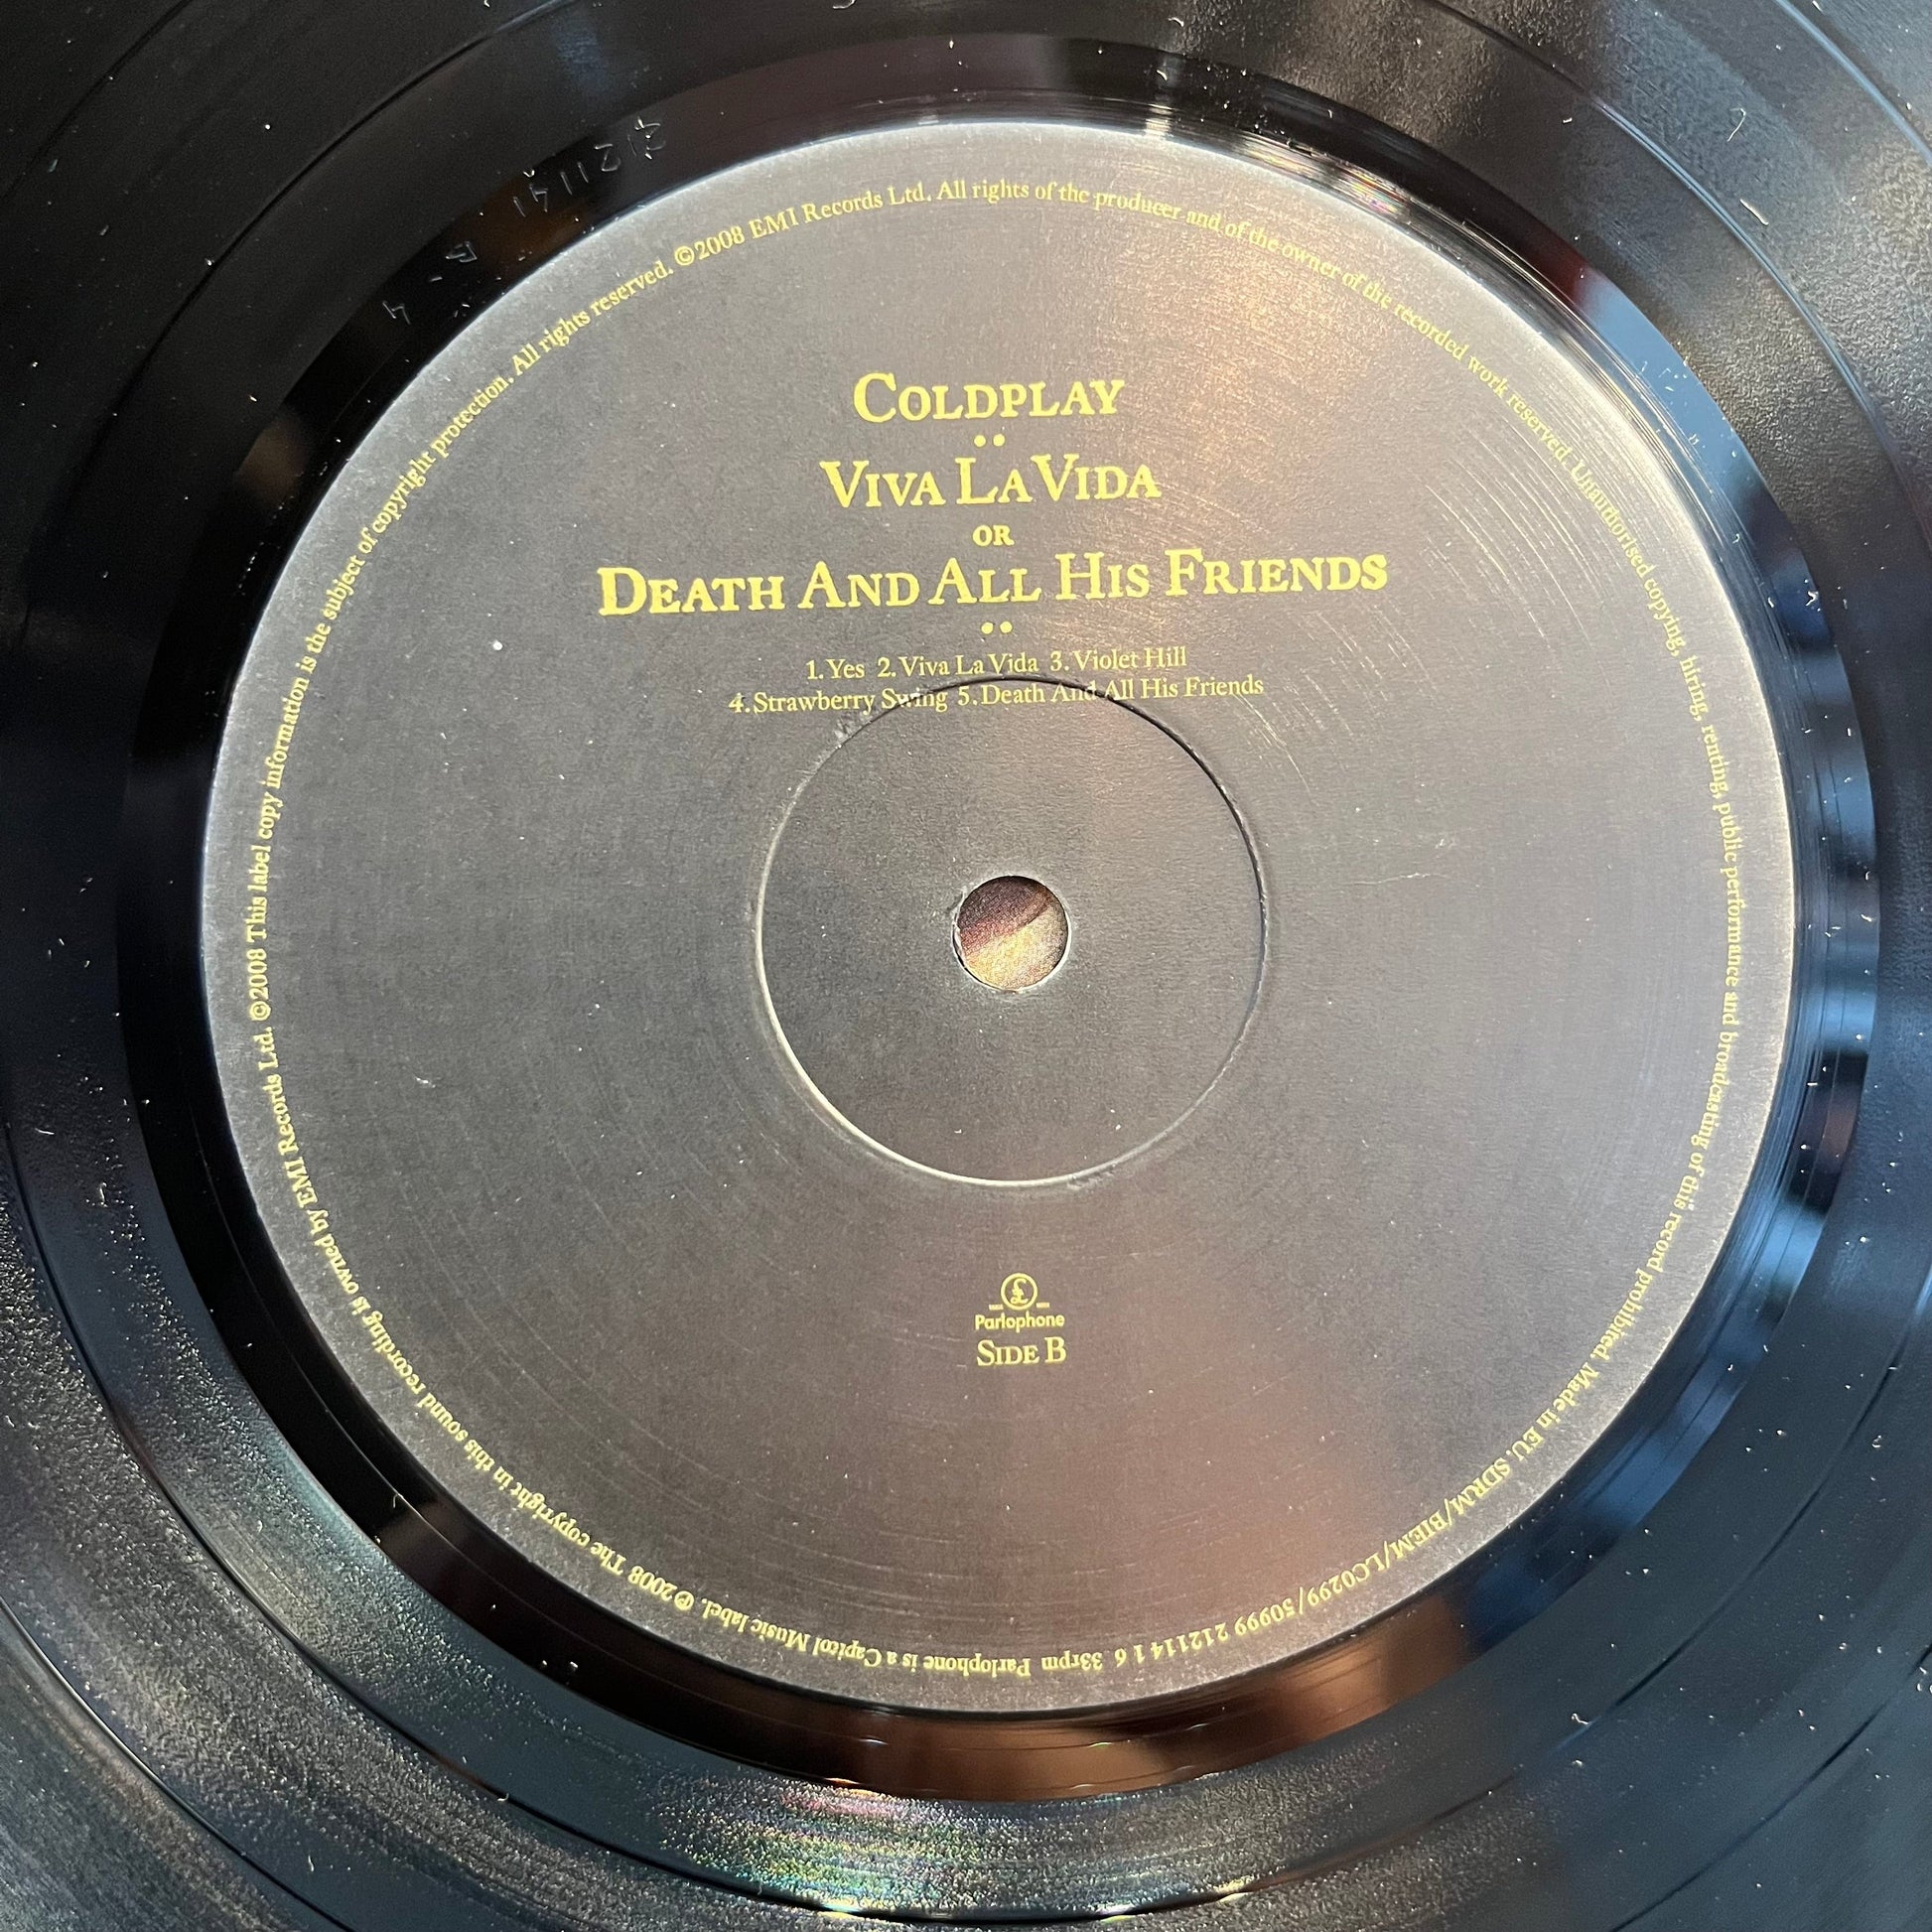 COLDPLAY
VIVA LA VIDA
OR
DEATH AND ALL HIS FRIENDS
1. Yes 2. Viva La Vida 3. Violet Hill
4. Strawberry Swing 5. Death And All His Friends
£
Parlophone
SIDE B
℗2008 The copyright in this sound recording is owned by EMI Records Ltd. ©2008 This label copy information is the subject of copyright protection. All rights reserved. ©2008 EMI Records Ltd. All rights of the producer and of the owner of the recorded work reserved. Unauthorised copying, hiring, renting, public performance and broadcasting of this record prohibited. Made in EU. SDRM/BIEM/LC0299/50999 212114 1 6 33rpm Parlophone is a Capitol Music label.
212114